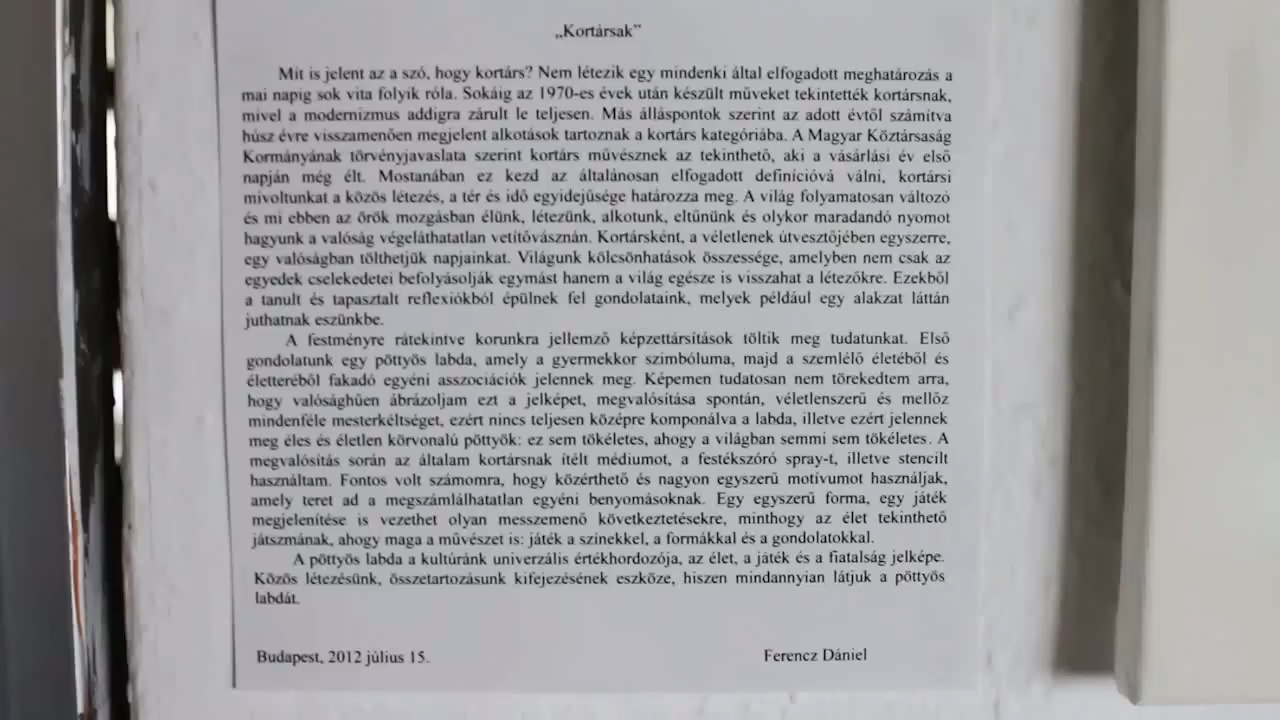 „Kortársak”
Mit is jelent az a szó, hogy kortárs? Nem létezik egy mindenki által elfogadott meghatározás a
mai napig sok vita folyik róla. Sokáig az 1970-es évek után készült műveket tekintették kortársnak,
mivel a modernizmus addigra zárult le teljesen. Más álláspontok szerint az adott évtől számítva
húsz évre visszamenően megjelent alkotások tartoznak a kortárs kategóriába. A Magyar Köztársaság
Kormányának törvényjavaslata szerint kortárs művésznek az tekinthető, aki a vásárlási év első
napján még élt. Mostanában ez kezd az általánosan elfogadott definícióvá válni, kortársi
mivoltunkat a közös létezés, a tér és idő egyidejűsége határozza meg. A világ folyamatosan változó
és mi ebben az örök mozgásban élünk, létezünk, alkotunk, eltűnünk és olykor maradandó nyomot
hagyunk a valóság végeláthatatlan vetítővásznán. Kortársként, a véletlenek útvesztőjében egyszerre,
egy valóságban tölthetjük napjainkat. Világunk kölcsönhatások összessége, amelyben nem csak az
egyedek cselekedetei befolyásolják egymást hanem a világ egésze is visszahat a létezőkre. Ezekből
a tanult és tapasztalt reflexiókból épülnek fel gondolataink, melyek például egy alakzat láttán
juthatnak eszünkbe.
A festményre rátekintve korunkra jellemző képzettársítások töltik meg tudatunkat. Első
gondolatunk egy pöttyös labda, amely a gyermekkor szimbóluma, majd a szemlélő életéből és
életteréből fakadó egyéni asszociációk jelennek meg. Képemen tudatosan nem törekedtem arra,
hogy valósághűen ábrázoljam ezt a jelképet, megvalósítása spontán, véletlenszerű és mellőz
mindenféle mesterkéltséget, ezért nincs teljesen középre komponálva a labda, illetve ezért jelennek
meg éles és életlen körvonalú pöttyök: ez sem tökéletes, ahogy a világban semmi sem tökéletes. A
megvalósítás során az általam kortársnak ítélt médiumot, a festékszóró spray-t, illetve stencilt
használtam. Fontos volt számomra, hogy közérthető és nagyon egyszerű motívumot használjak,
amely teret ad a megszámlálhatatlan egyéni benyomásoknak. Egy egyszerű forma, egy játék
megjelenítése is vezethet olyan messzemenő következtetésekre, minthogy az élet tekinthető
játszmának, ahogy maga a művészet is: játék a színekkel, a formákkal és a gondolatokkal.
A pöttyös labda a kultúránk univerzális értékhordozója, az élet, a játék és a fiatalság jelképe.
Közös létezésünk, összetartozásunk kifejezésének eszköze, hiszen mindannyian látjuk a pöttyös
labdát.
Budapest, 2012 július 15. Ferencz Dániel